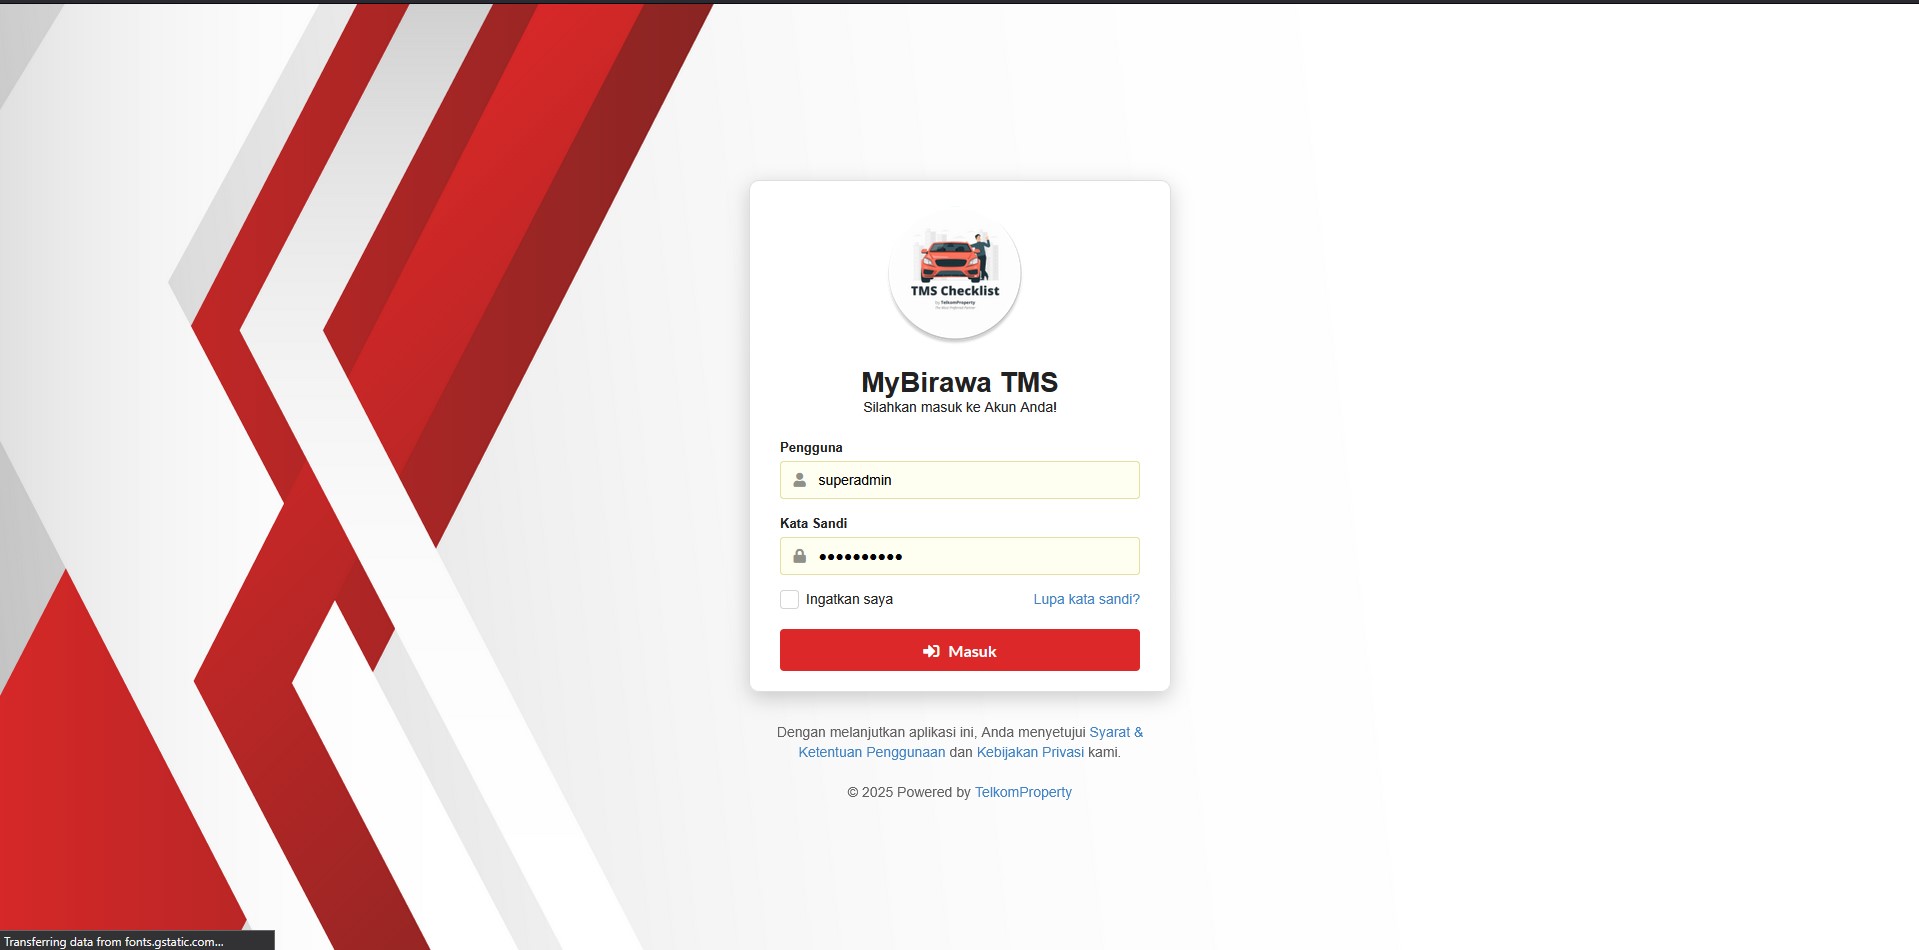 TMS Checklist
by TelkomProperty
MyBirawa TMS
Silahkan masuk ke Akun Anda!
Pengguna
superadmin
Kata Sandi
••••••••••
Ingatkan saya
Lupa kata sandi?
Masuk
Dengan melanjutkan aplikasi ini, Anda menyetujui Syarat &
Ketentuan Penggunaan dan Kebijakan Privasi kami.
© 2025 Powered by TelkomProperty
Transferring data from fonts.gstatic.com...